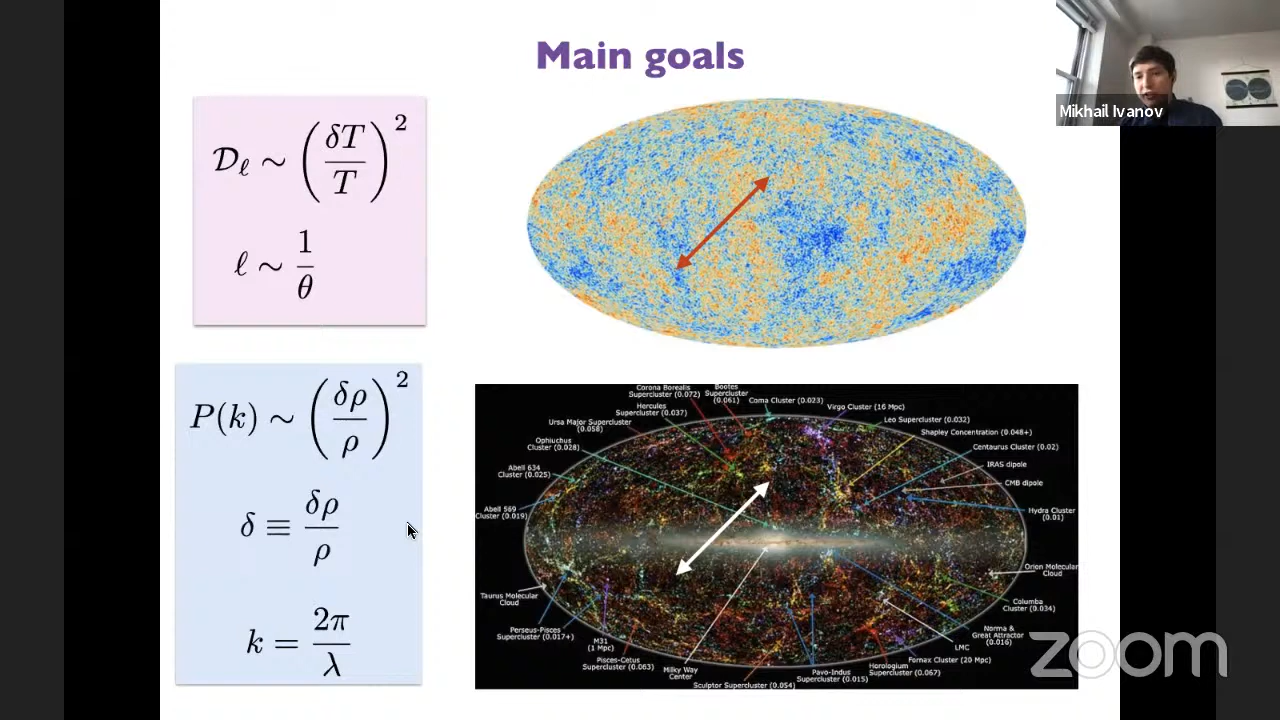 Main goals
Mikhail Ivanov
𝒟ℓ ∼ (δT/T)²
ℓ ∼ 1/θ
P(k) ∼ (δρ/ρ)²
δ ≡ δρ/ρ
k = 2π/λ
Corona Borealis
Supercluster (0.072)
Bootes
Supercluster
(0.061)
Coma Cluster (0.023)
Virgo Cluster (16 Mpc)
Hercules
Supercluster (0.037)
Leo Supercluster (0.032)
Ursa Major Supercluster
(0.058)
Shapley Concentration (0.048+)
Ophiuchus
Cluster (0.028)
Centaurus Cluster (0.02)
Abell 634
Cluster (0.025)
IRAS dipole
CMB dipole
Abell 569
Cluster (0.019)
Hydra Cluster
(0.01)
Orion Molecular
Cloud
Taurus Molecular
Cloud
Columba
Cluster (0.034)
Perseus-Pisces
Supercluster (0.017+)
Norma &
Great Attractor
(0.016)
M31
(1 Mpc)
LMC
Pisces-Cetus
Supercluster (0.063)
Fornax Cluster (20 Mpc)
Milky Way
Center
Horologium
Supercluster (0.067)
Pavo-Indus
Supercluster (0.015)
Sculptor Supercluster (0.054)
zoom